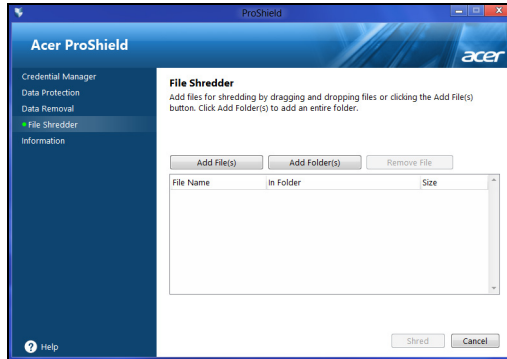 ProShield
Acer ProShield
acer
Credential Manager
Data Protection
Data Removal
File Shredder
Information
File Shredder
Add files for shredding by dragging and dropping files or clicking the Add File(s)
button. Click Add Folder(s) to add an entire folder.
Add File(s) Add Folder(s) Remove File
File Name In Folder Size
Shred Cancel
? Help